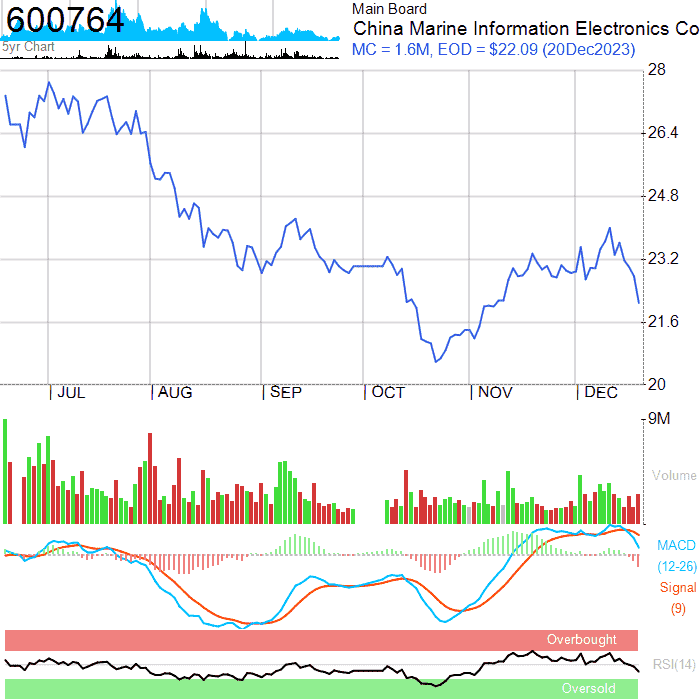 600764
5yr Chart
Main Board
China Marine Information Electronics Co
MC = 1.6M, EOD = $22.09 (20Dec2023)
28
26.4
24.8
23.2
21.6
20
JUL
AUG
SEP
OCT
NOV
DEC
9M
Volume
MACD
(12-26)
Signal
(9)
Overbought
RSI(14)
Oversold